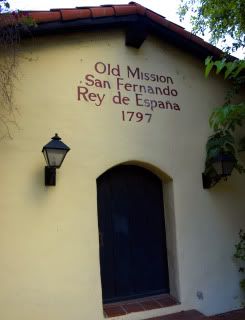 Old Mission
San Fernando
Rey de España
1797